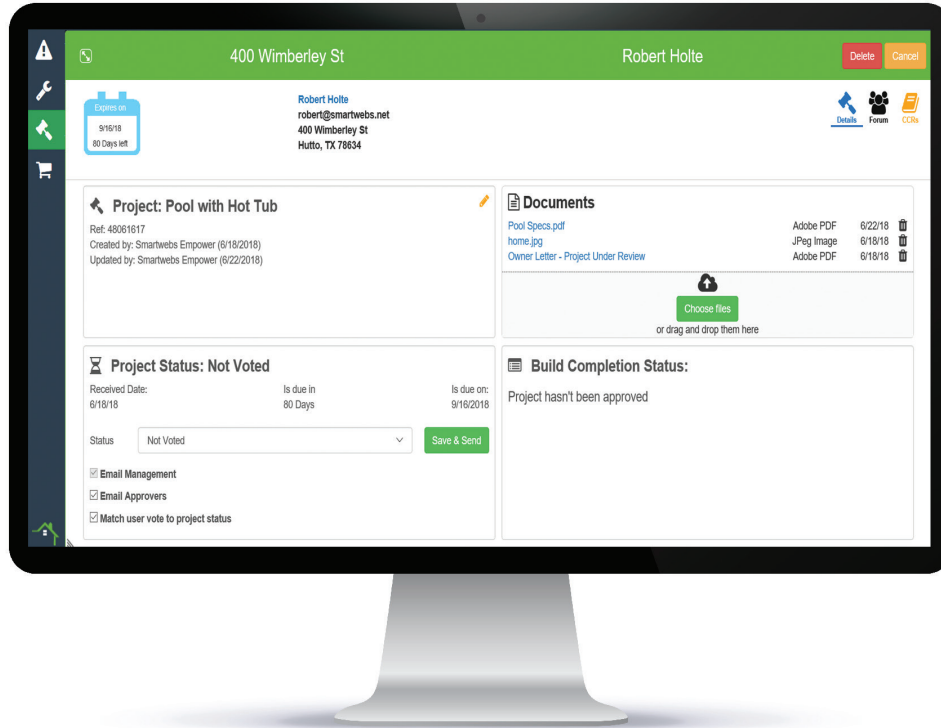 400 Wimberley St
Robert Holte
Delete
Cancel
Expires on
9/16/18
80 Days left
Robert Holte
robert@smartwebs.net
400 Wimberley St
Hutto, TX 78634
Details
Forum
CCRs
Project: Pool with Hot Tub
Ref: 48061617
Created by: Smartwebs Empower (6/18/2018)
Updated by: Smartwebs Empower (6/22/2018)
Documents
Pool Specs.pdf Adobe PDF 6/22/18
home.jpg JPeg Image 6/18/18
Owner Letter - Project Under Review Adobe PDF 6/18/18
Choose files
or drag and drop them here
Project Status: Not Voted
Received Date: Is due in Is due on:
6/18/18 80 Days 9/16/2018
Status Not Voted Save & Send
Email Management
Email Approvers
Match user vote to project status
Build Completion Status:
Project hasn't been approved